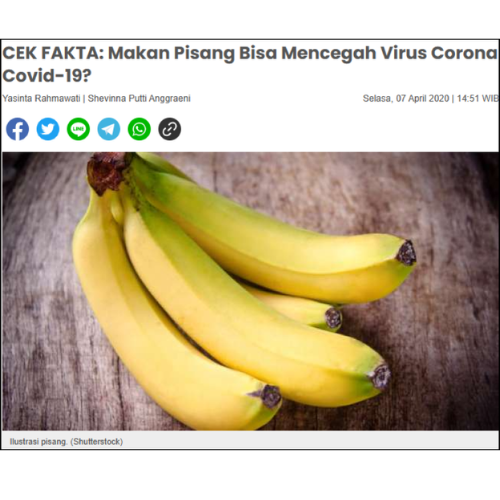 CEK FAKTA: Makan Pisang Bisa Mencegah Virus Corona
Covid-19?
Yasinta Rahmawati | Shevinna Putti Anggraeni
Selasa, 07 April 2020 | 14:51 WIB
LINE
Ilustrasi pisang. (Shutterstock)